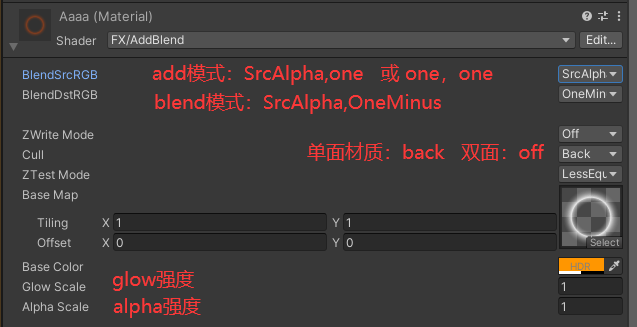 Aaaa (Material)
Shader FX/AddBlend Edit...
BlendSrcRGB add模式：SrcAlpha,one 或 one，one SrcAlph
BlendDstRGB blend模式：SrcAlpha,OneMinus OneMin
ZWrite Mode Off
Cull 单面材质：back 双面：off Back
ZTest Mode LessEqu
Base Map
Tiling X 1 Y 1
Offset X 0 Y 0
Select
Base Color HDR
glow强度
Glow Scale 1
Alpha Scale alpha强度 1